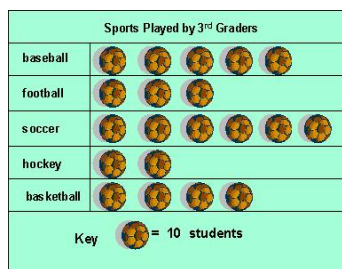 Sports Played by 3rd Graders
baseball
football
soccer
hockey
basketball
Key = 10 students